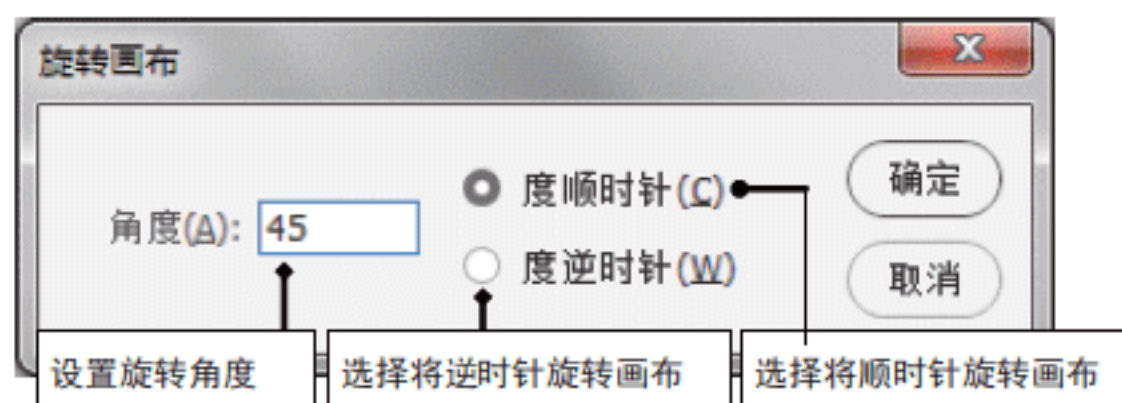 旋转画布
角度(A): 45
度顺时针(C)
度逆时针(W)
确定
取消
设置旋转角度
选择将逆时针旋转画布
选择将顺时针旋转画布